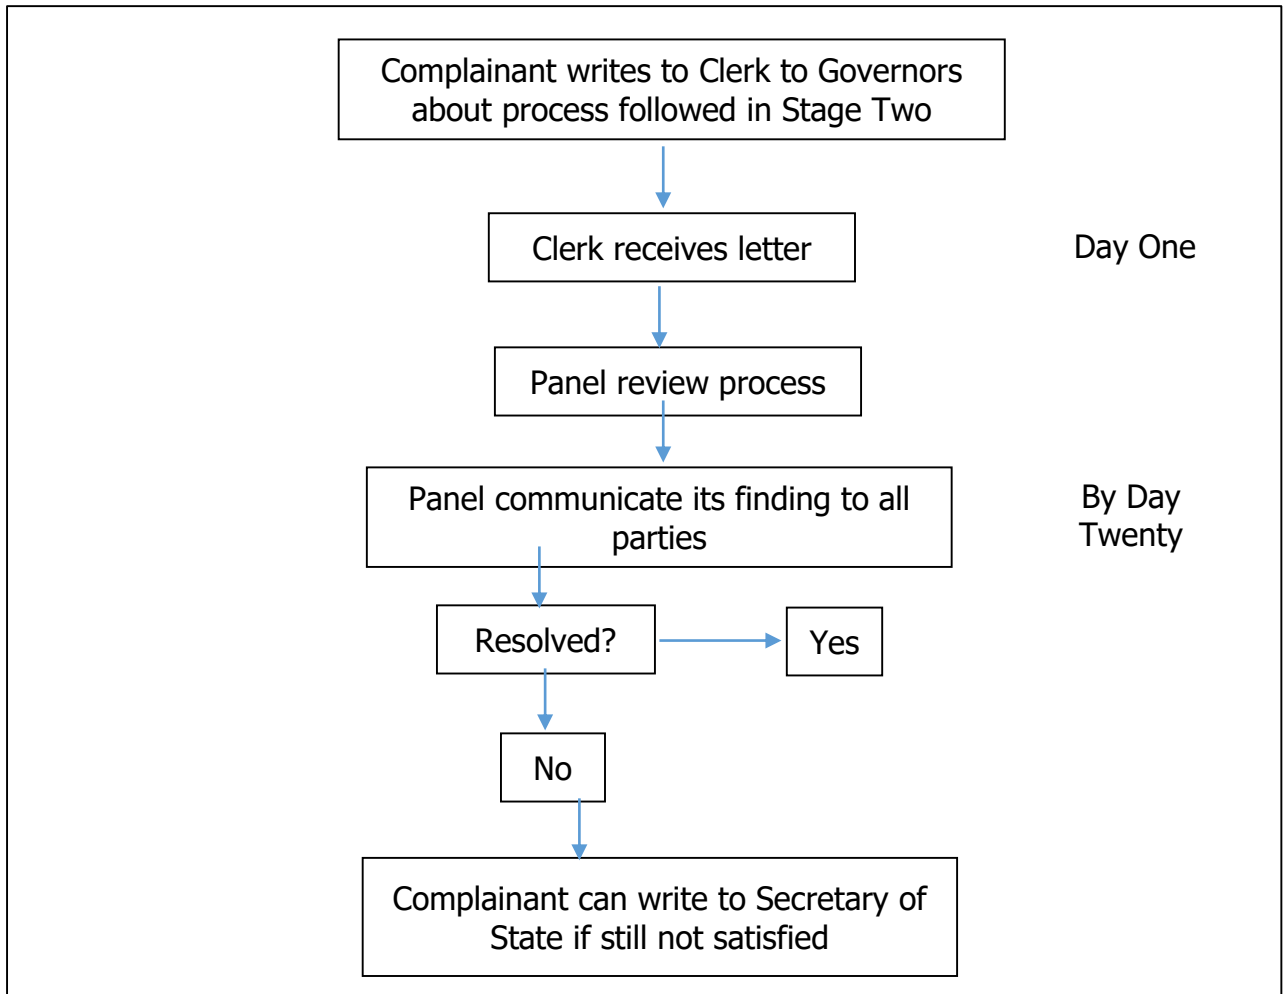 Complainant writes to Clerk to Governors
about process followed in Stage Two
Clerk receives letter
Day One
Panel review process
Panel communicate its finding to all
parties
By Day
Twenty
Resolved?
Yes
No
Complainant can write to Secretary of
State if still not satisfied